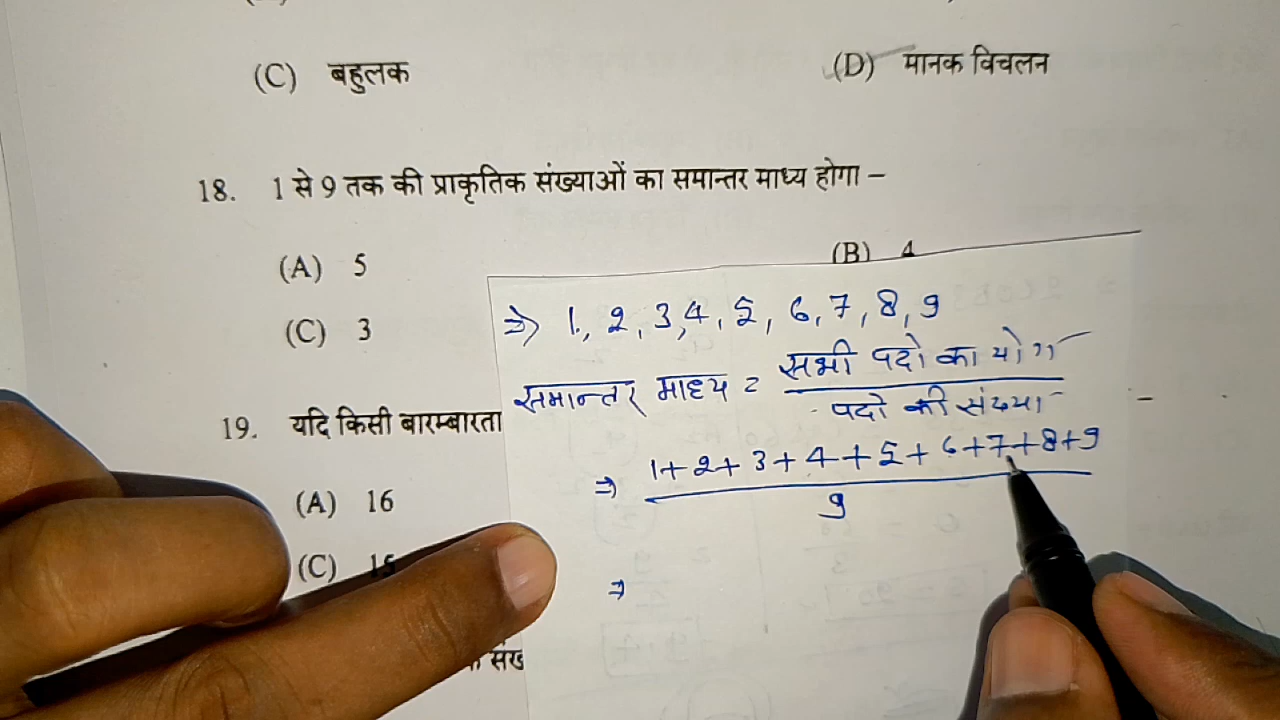 (C) बहुलक
(D) मानक विचलन
18. 1 से 9 तक की प्राकृतिक संख्याओं का समान्तर माध्य होगा –
(A) 5
(B) 4
(C) 3
⇒ 1, 2, 3, 4, 5, 6, 7, 8, 9
समान्तर माध्य = सभी पदो का योग
पदो की संख्या
19. यदि किसी बारम्बारता
⇒ 1+2+3+4+5+6+7+8+9
9
(A) 16
(C) 15
⇒